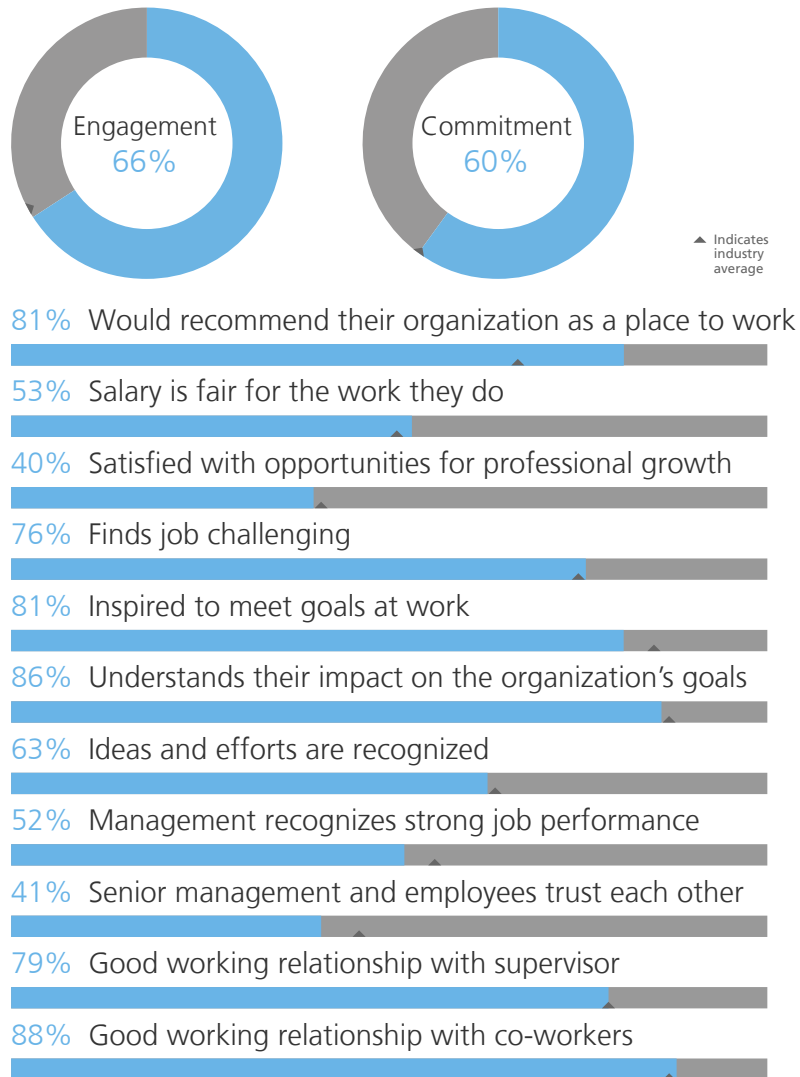 Engagement
66%
Commitment
60%
Indicates
industry
average
81% Would recommend their organization as a place to work
53% Salary is fair for the work they do
40% Satisfied with opportunities for professional growth
76% Finds job challenging
81% Inspired to meet goals at work
86% Understands their impact on the organization’s goals
63% Ideas and efforts are recognized
52% Management recognizes strong job performance
41% Senior management and employees trust each other
79% Good working relationship with supervisor
88% Good working relationship with co-workers